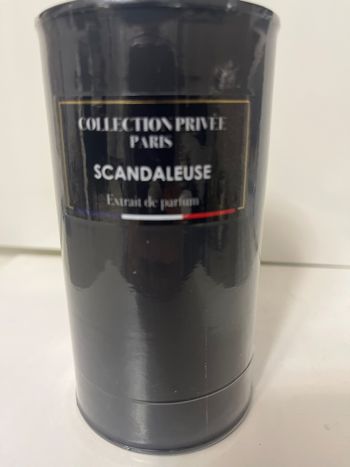 COLLECTION PRIVÉE
PARIS
SCANDALEUSE
Extrait de parfum